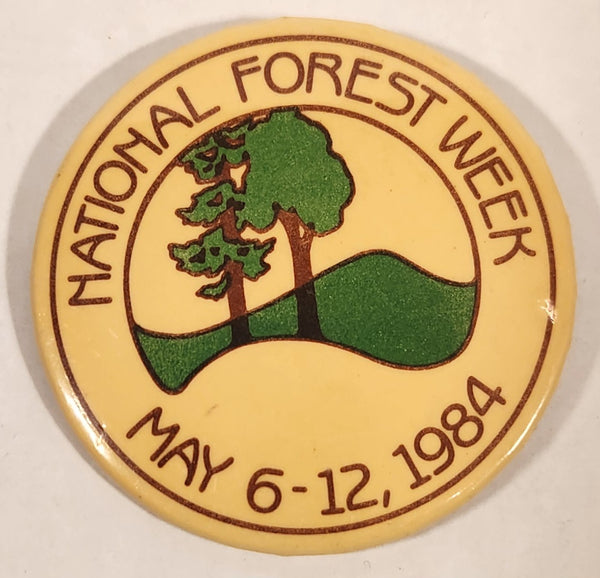 NATIONAL FOREST WEEK
MAY 6-12, 1984